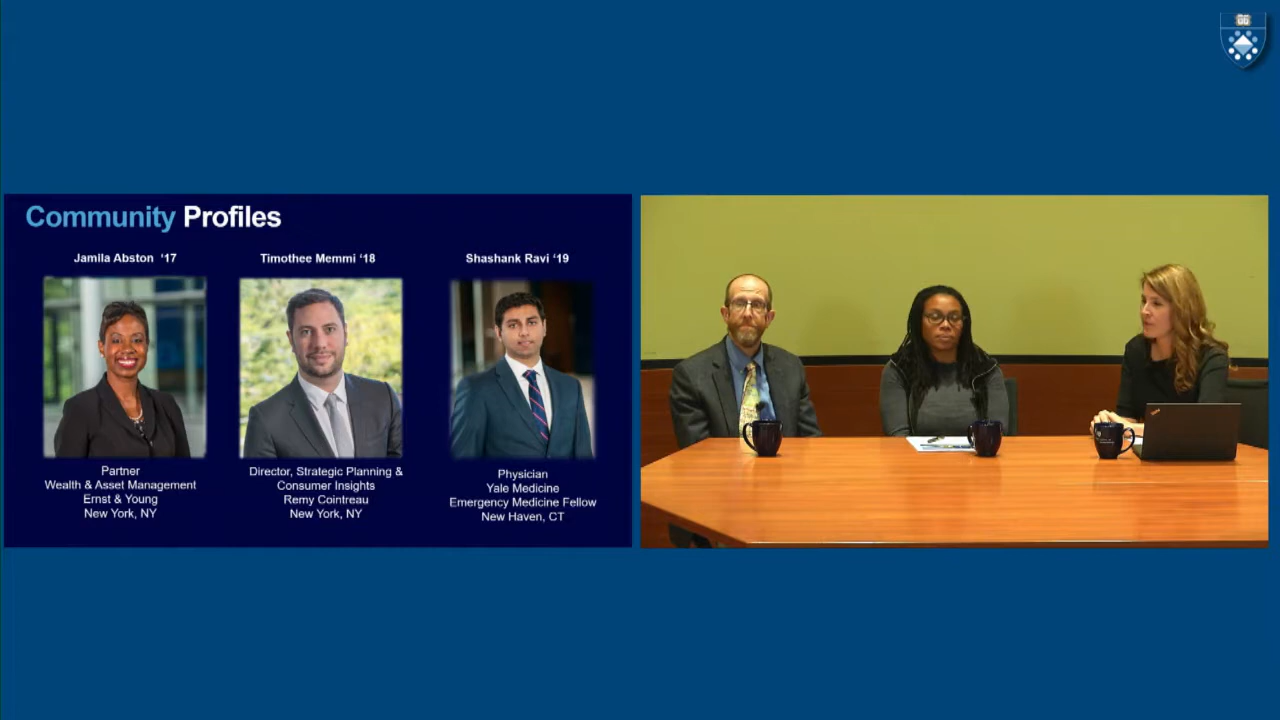 Community Profiles
Jamila Abston ‘17
Timothee Memmi ‘18
Shashank Ravi ‘19
Partner
Wealth & Asset Management
Ernst & Young
New York, NY
Director, Strategic Planning &
Consumer Insights
Remy Cointreau
New York, NY
Physician
Yale Medicine
Emergency Medicine Fellow
New Haven, CT